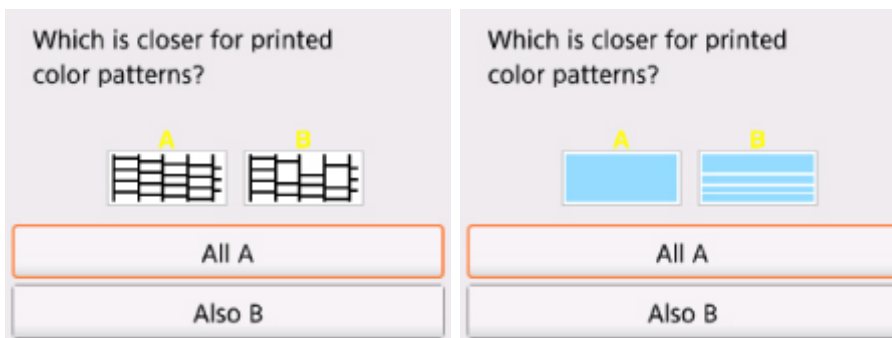 Which is closer for printed
color patterns?
A B
All A
Also B
Which is closer for printed
color patterns?
A B
All A
Also B